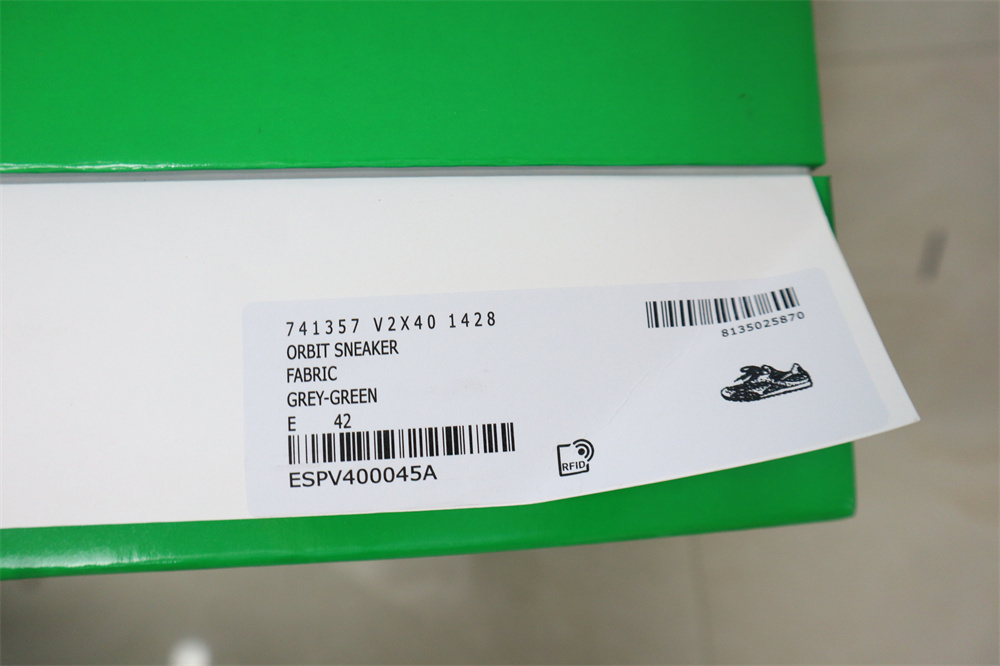 741357 V2X40 1428
ORBIT SNEAKER
FABRIC
GREY-GREEN
E 42
ESPV400045A
8135025870
RFID